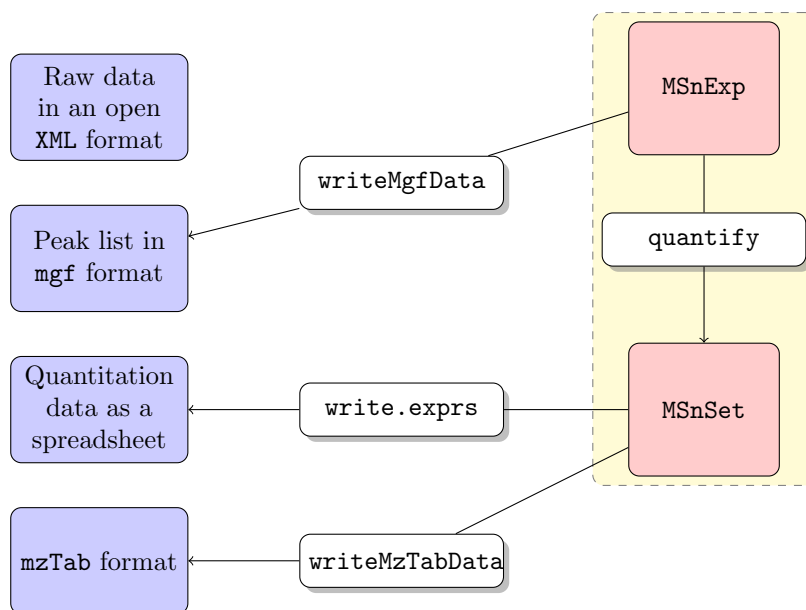 Raw data
in an open
XML format
MSnExp
writeMgfData
Peak list in
mgf format
quantify
Quantitation
data as a
spreadsheet
write.exprs
MSnSet
mzTab format
writeMzTabData